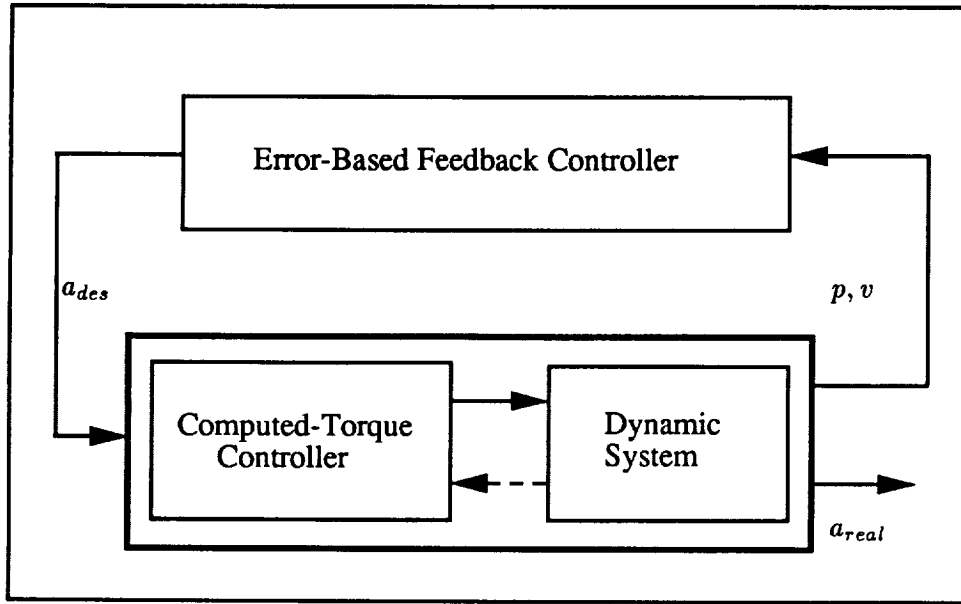 Error-Based Feedback Controller
a_des
p, v
Computed-Torque
Controller
Dynamic
System
a_real